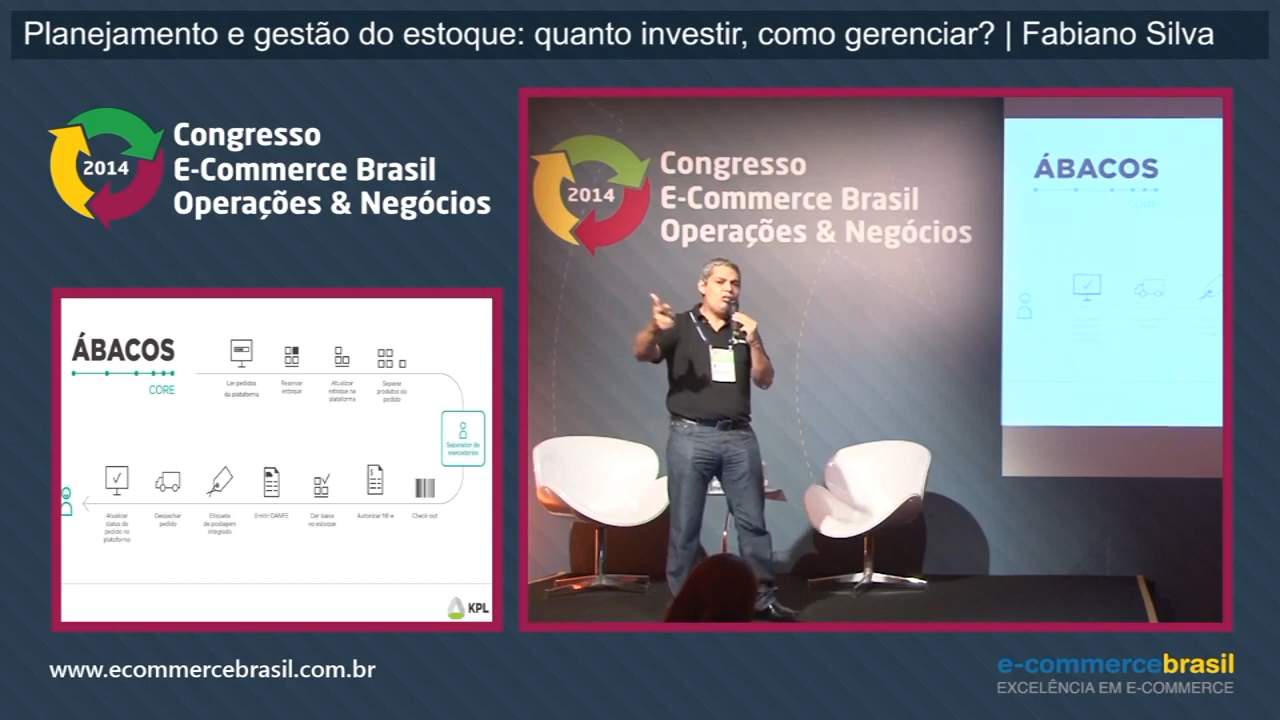 Planejamento e gestão do estoque: quanto investir, como gerenciar? | Fabiano Silva
2014
Congresso
E-Commerce Brasil
Operações & Negócios
2014
Congresso
E-Commerce Brasil
Operações & Negócios
ÁBACOS
ÁBACOS
CORE
Ler pedidos
da plataforma
Reservar
estoque
Atualizar
estoque na
plataforma
Separar
produtos do
pedido
Separador de
mercadorias
Atualizar
status do
pedido na
plataforma
Despachar
pedido
Etiqueta
de postagem
integrada
Emitir DANFE
Dar baixa
no estoque
Autorizar NF-e
Check-out
KPL
www.ecommercebrasil.com.br
e-commercebrasil
EXCELÊNCIA EM E-COMMERCE